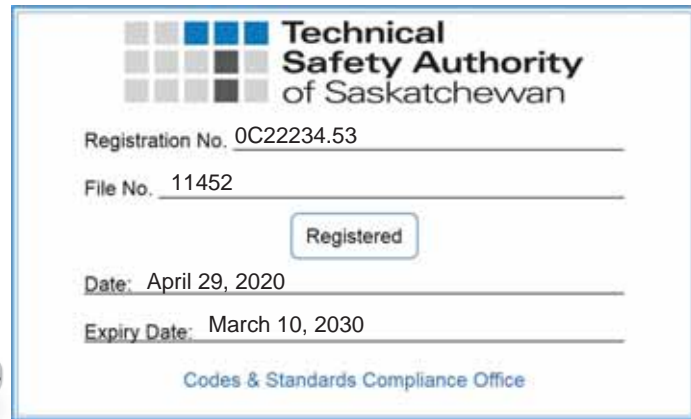 Technical
Safety Authority
of Saskatchewan
Registration No. 0C22234.53
File No. 11452
Registered
Date: April 29, 2020
Expiry Date: March 10, 2030
Codes & Standards Compliance Office